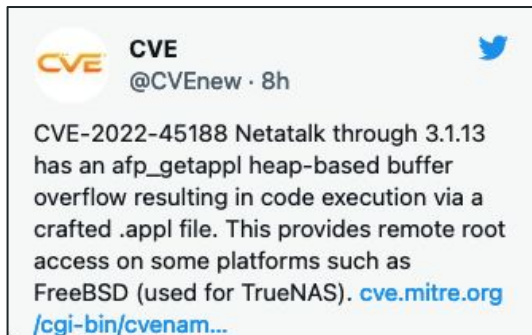 CVE
CVE
@CVEnew · 8h
CVE-2022-45188 Netatalk through 3.1.13
has an afp_getappl heap-based buffer
overflow resulting in code execution via a
crafted .appl file. This provides remote root
access on some platforms such as
FreeBSD (used for TrueNAS). cve.mitre.org
/cgi-bin/cvenam...